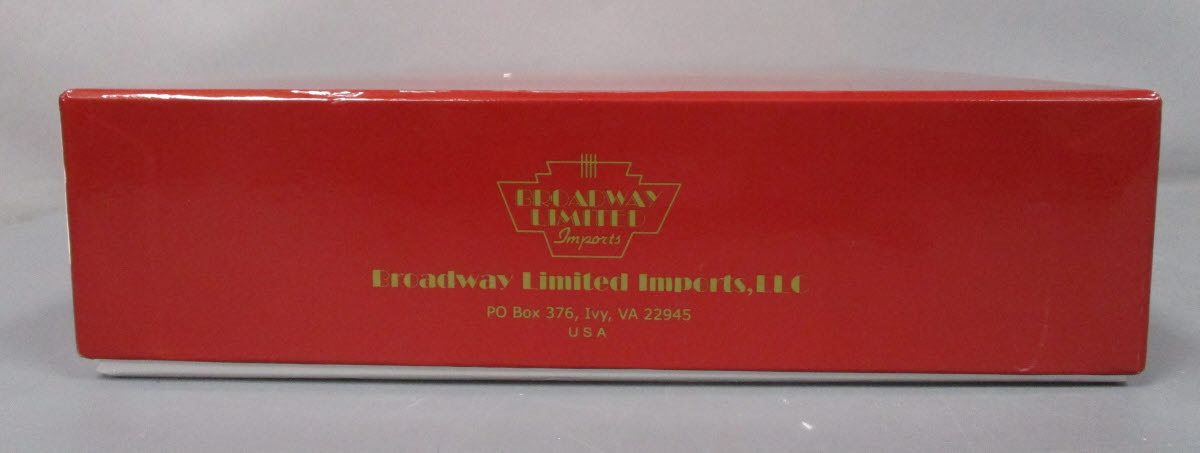 BROADWAY
LIMITED
Imports
Broadway Limited Imports,LLC
PO Box 376, Ivy, VA 22945
USA